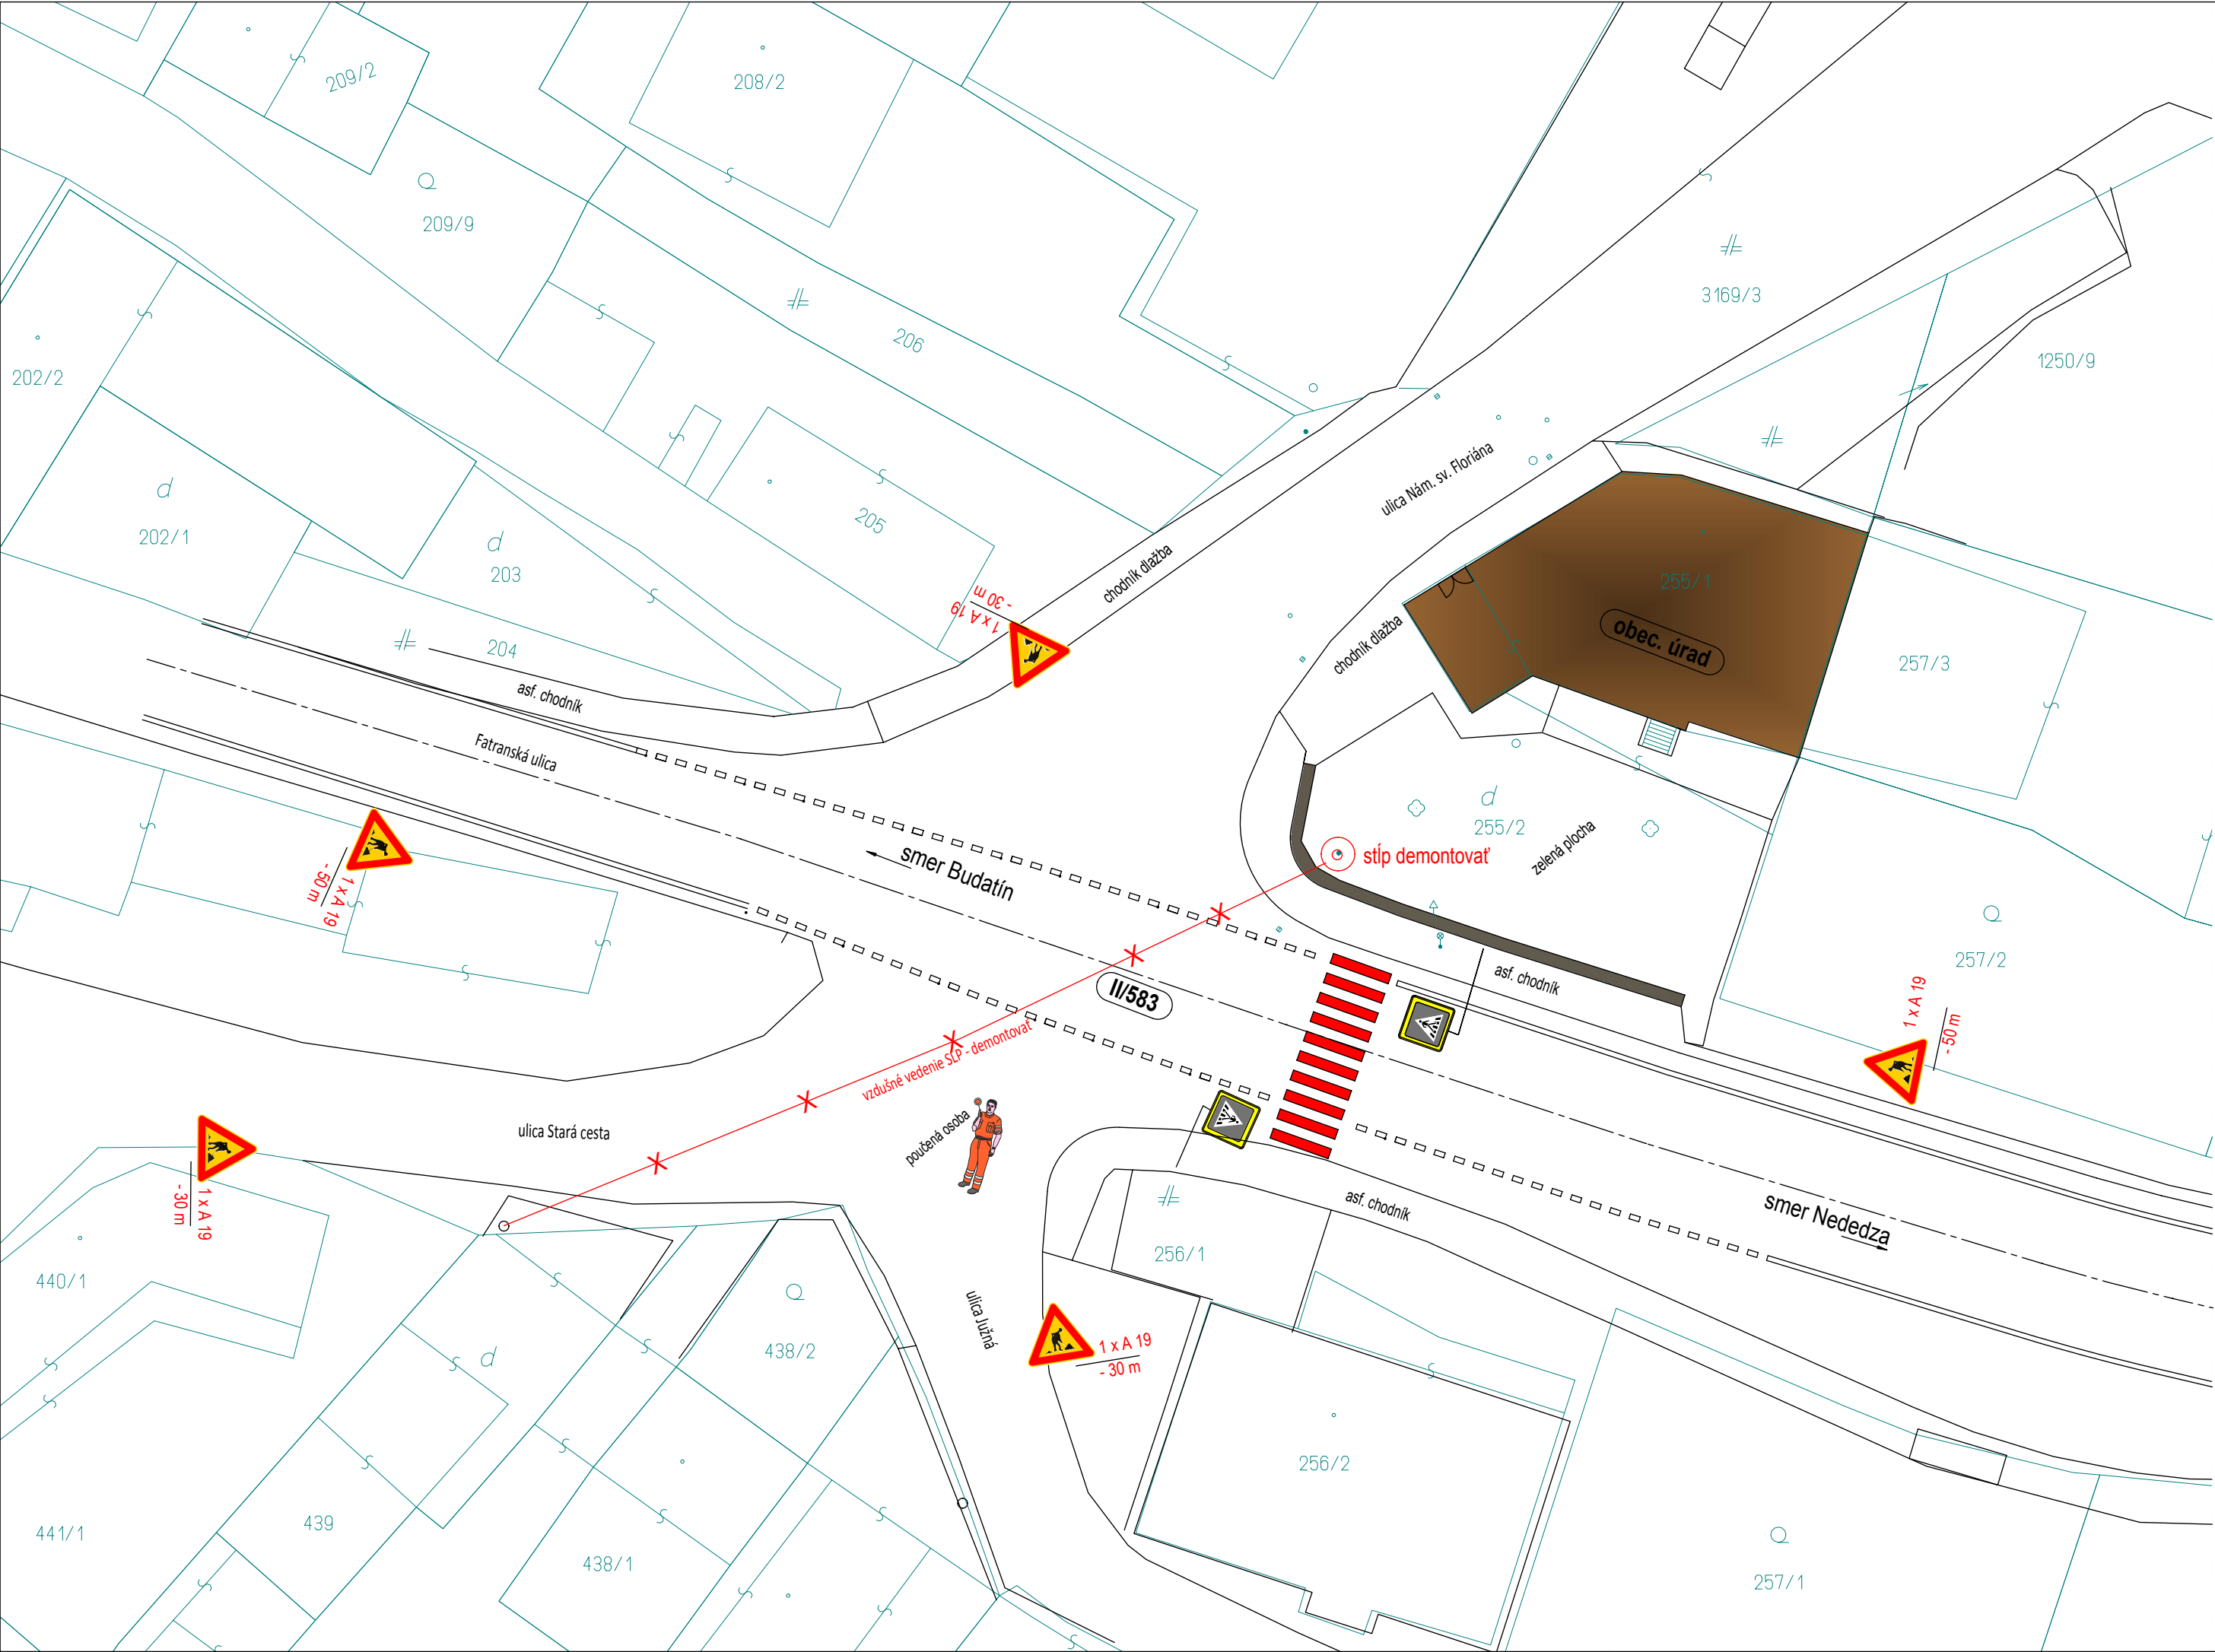 209/2
208/2
209/9
3169/3
206
1250/9
202/2
ulica Nám. sv. Floriána
205
202/1
203
chodník dlažba
255/1
1 x A 19
- 30 m
204
chodník dlažba
obec. úrad
257/3
asf. chodník
Fatranská ulica
255/2
zelená plocha
stĺp demontovať
smer Budatín
1 x A 19
- 50 m
257/2
asf. chodník
II/583
1 x A 19
- 50 m
vzdušné vedenie SLP - demontovať
ulica Stará cesta
poučená osoba
1 x A 19
- 30 m
asf. chodník
smer Nededza
256/1
440/1
ulica Južná
438/2
1 x A 19
- 30 m
256/2
439
441/1
438/1
257/1